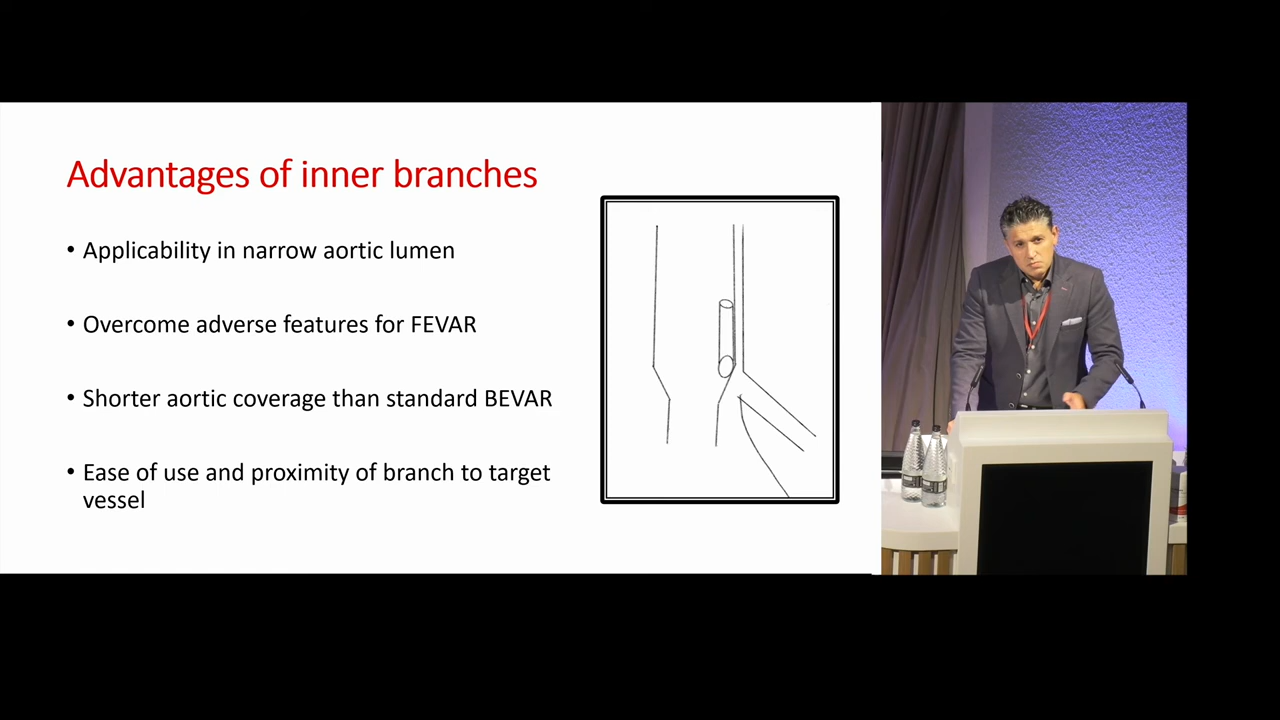 Advantages of inner branches
• Applicability in narrow aortic lumen
• Overcome adverse features for FEVAR
• Shorter aortic coverage than standard BEVAR
• Ease of use and proximity of branch to target
vessel